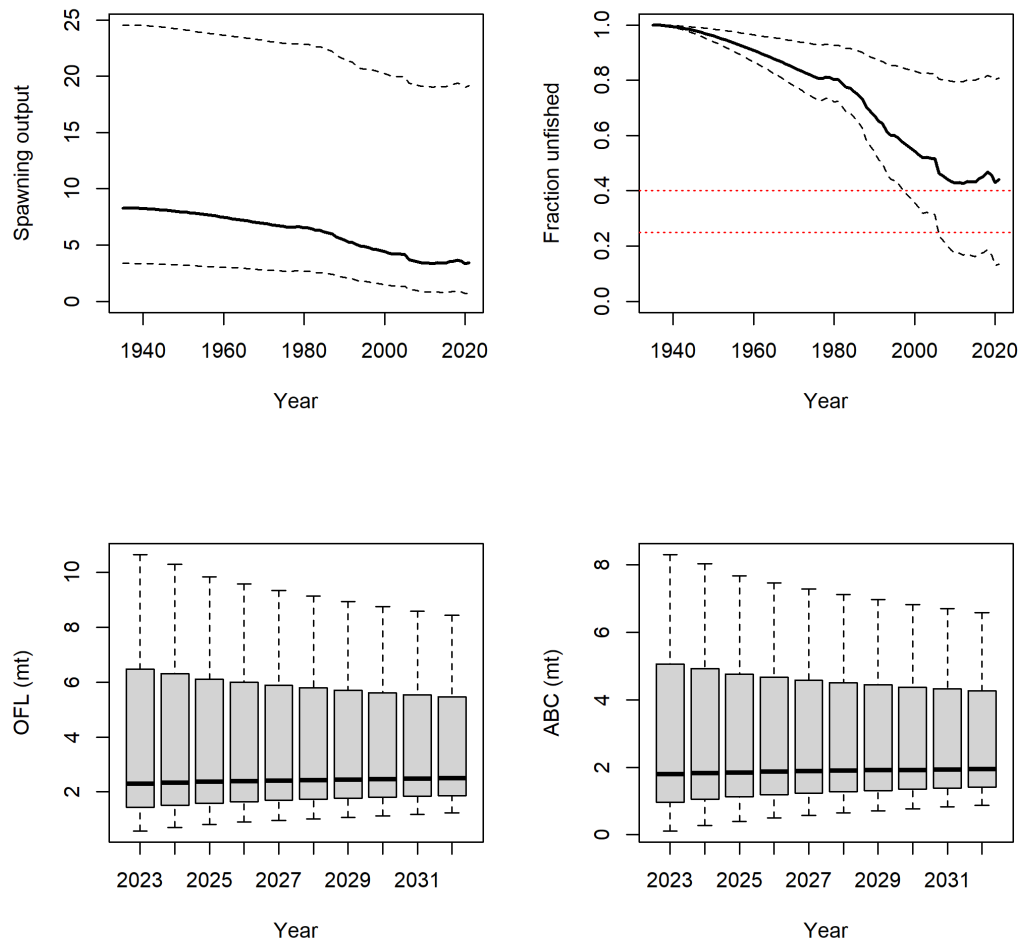 Spawning output
0 5 10 15 20 25
1940 1960 1980 2000 2020
Year
Fraction unfished
0.0 0.2 0.4 0.6 0.8 1.0
1940 1960 1980 2000 2020
Year
OFL (mt)
2 4 6 8 10
2023 2025 2027 2029 2031
Year
ABC (mt)
0 2 4 6 8
2023 2025 2027 2029 2031
Year